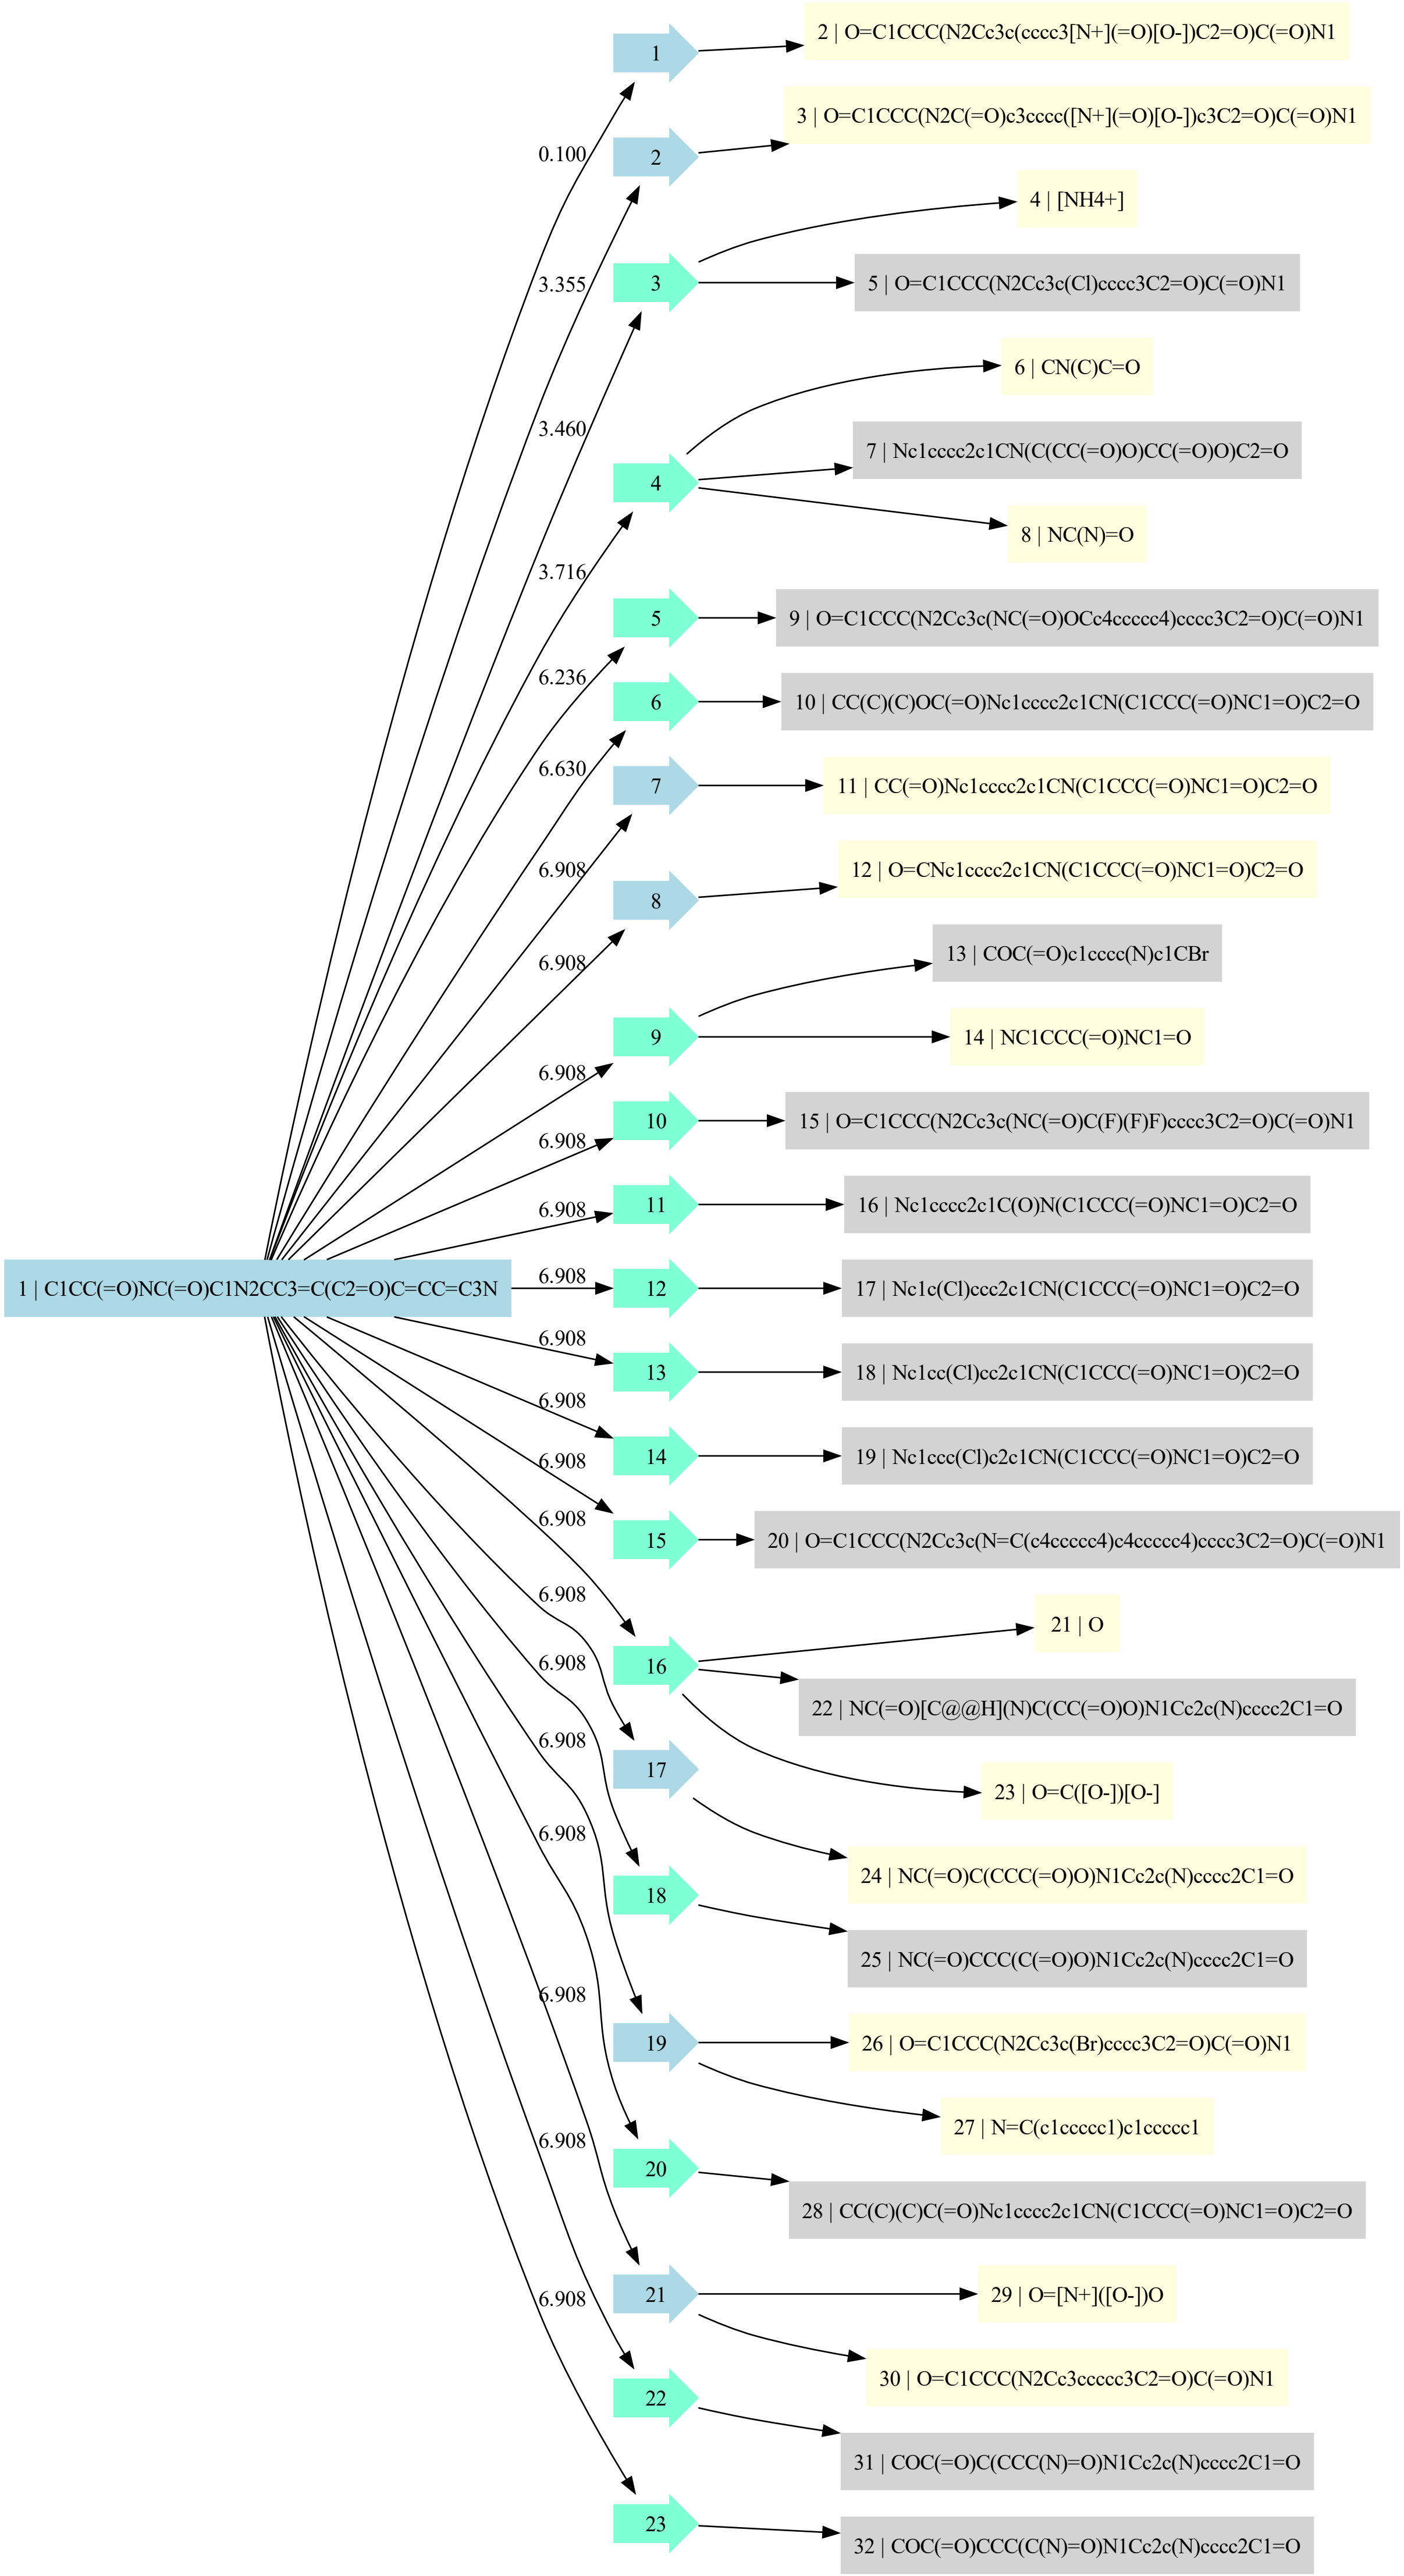 1
2 | O=C1CCC(N2Cc3c(cccc3[N+](=O)[O-])C2=O)C(=O)N1
0.100
2
3 | O=C1CCC(N2C(=O)c3cccc([N+](=O)[O-])c3C2=O)C(=O)N1
4 | [NH4+]
3.355
3
5 | O=C1CCC(N2Cc3c(Cl)cccc3C2=O)C(=O)N1
6 | CN(C)C=O
3.460
7 | Nc1cccc2c1CN(C(CC(=O)O)CC(=O)O)C2=O
4
8 | NC(N)=O
3.716
5
9 | O=C1CCC(N2Cc3c(NC(=O)OCc4ccccc4)cccc3C2=O)C(=O)N1
6.236
6
10 | CC(C)(C)OC(=O)Nc1cccc2c1CN(C1CCC(=O)NC1=O)C2=O
6.630
7
11 | CC(=O)Nc1cccc2c1CN(C1CCC(=O)NC1=O)C2=O
6.908
12 | O=CNc1cccc2c1CN(C1CCC(=O)NC1=O)C2=O
8
13 | COC(=O)c1cccc(N)c1CBr
6.908
9
14 | NC1CCC(=O)NC1=O
6.908
10
15 | O=C1CCC(N2Cc3c(NC(=O)C(F)(F)F)cccc3C2=O)C(=O)N1
6.908
11
16 | Nc1cccc2c1C(O)N(C1CCC(=O)NC1=O)C2=O
6.908
1 | C1CC(=O)NC(=O)C1N2CC3=C(C2=O)C=CC=C3N
6.908
12
17 | Nc1c(Cl)ccc2c1CN(C1CCC(=O)NC1=O)C2=O
6.908
13
18 | Nc1cc(Cl)cc2c1CN(C1CCC(=O)NC1=O)C2=O
6.908
14
19 | Nc1ccc(Cl)c2c1CN(C1CCC(=O)NC1=O)C2=O
6.908
15
20 | O=C1CCC(N2Cc3c(N=C(c4ccccc4)c4ccccc4)cccc3C2=O)C(=O)N1
6.908
6.908
21 | O
16
6.908
22 | NC(=O)[C@@H](N)C(CC(=O)O)N1Cc2c(N)cccc2C1=O
6.908
17
23 | O=C([O-])[O-]
6.908
24 | NC(=O)C(CCC(=O)O)N1Cc2c(N)cccc2C1=O
18
25 | NC(=O)CCC(C(=O)O)N1Cc2c(N)cccc2C1=O
6.908
19
26 | O=C1CCC(N2Cc3c(Br)cccc3C2=O)C(=O)N1
27 | N=C(c1ccccc1)c1ccccc1
6.908
20
28 | CC(C)(C)C(=O)Nc1cccc2c1CN(C1CCC(=O)NC1=O)C2=O
21
29 | O=[N+]([O-])O
6.908
30 | O=C1CCC(N2Cc3ccccc3C2=O)C(=O)N1
22
31 | COC(=O)C(CCC(N)=O)N1Cc2c(N)cccc2C1=O
23
32 | COC(=O)CCC(C(N)=O)N1Cc2c(N)cccc2C1=O